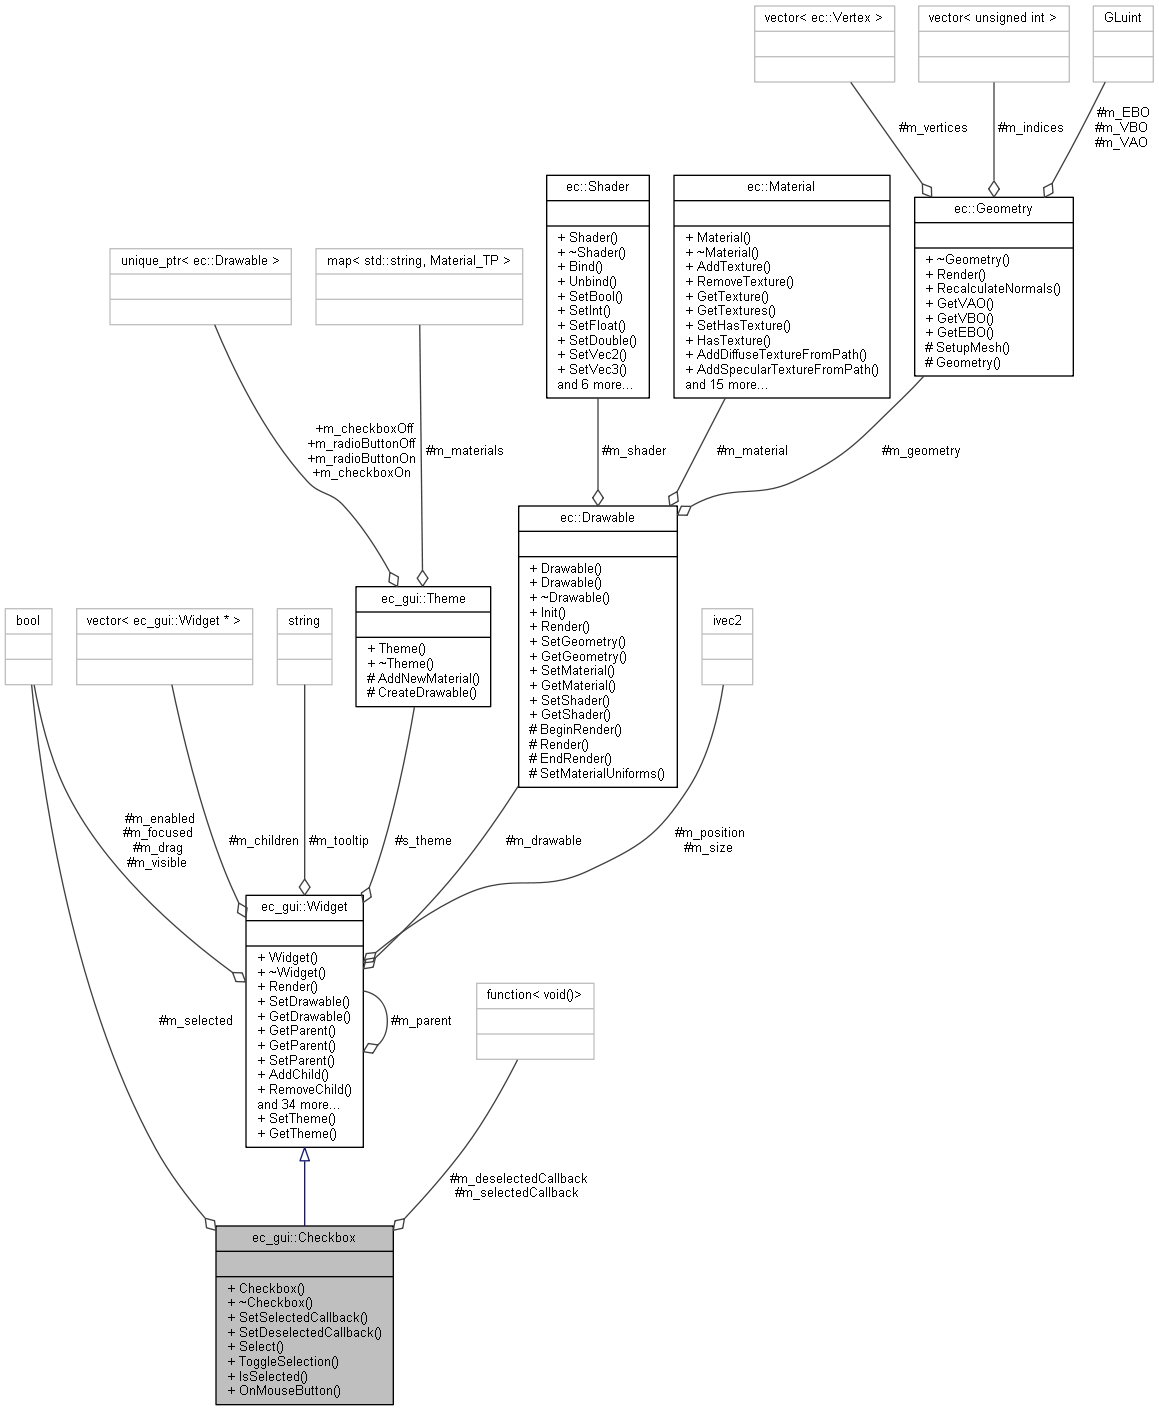 vector< ec::Vertex >
vector< unsigned int >
GLuint
#m_vertices
#m_indices
#m_EBO
#m_VBO
#m_VAO
ec::Shader
+ Shader()
+ ~Shader()
+ Bind()
+ Unbind()
+ SetBool()
+ SetInt()
+ SetFloat()
+ SetDouble()
+ SetVec2()
+ SetVec3()
and 6 more...
ec::Material
+ Material()
+ ~Material()
+ AddTexture()
+ RemoveTexture()
+ GetTexture()
+ GetTextures()
+ SetHasTexture()
+ HasTexture()
+ AddDiffuseTextureFromPath()
+ AddSpecularTextureFromPath()
and 15 more...
ec::Geometry
+ ~Geometry()
+ Render()
+ RecalculateNormals()
+ GetVAO()
+ GetVBO()
+ GetEBO()
# SetupMesh()
# Geometry()
unique_ptr< ec::Drawable >
map< std::string, Material_TP >
+m_checkboxOff
+m_radioButtonOff
+m_radioButtonOn
+m_checkboxOn
#m_materials
#m_shader
#m_material
#m_geometry
ec::Drawable
+ Drawable()
+ Drawable()
+ ~Drawable()
+ Init()
+ Render()
+ SetGeometry()
+ GetGeometry()
+ SetMaterial()
+ GetMaterial()
+ SetShader()
+ GetShader()
# BeginRender()
# Render()
# EndRender()
# SetMaterialUniforms()
ec_gui::Theme
+ Theme()
+ ~Theme()
# AddNewMaterial()
# CreateDrawable()
bool
vector< ec_gui::Widget * >
string
ivec2
#m_enabled
#m_focused
#m_drag
#m_visible
#m_children
#m_tooltip
#s_theme
#m_drawable
#m_position
#m_size
ec_gui::Widget
+ Widget()
+ ~Widget()
+ Render()
+ SetDrawable()
+ GetDrawable()
+ GetParent()
+ GetParent()
+ SetParent()
+ AddChild()
+ RemoveChild()
and 34 more...
+ SetTheme()
+ GetTheme()
#m_selected
#m_parent
function< void()>
#m_deselectedCallback
#m_selectedCallback
ec_gui::Checkbox
+ Checkbox()
+ ~Checkbox()
+ SetSelectedCallback()
+ SetDeselectedCallback()
+ Select()
+ ToggleSelection()
+ IsSelected()
+ OnMouseButton()